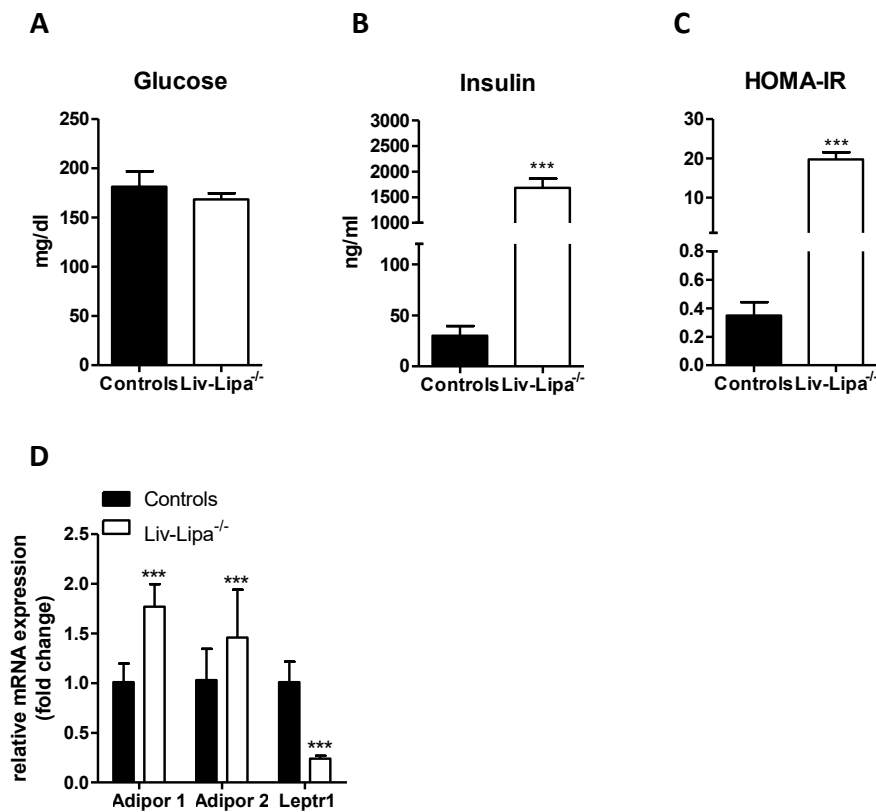 A
Glucose
mg/dl
250
200
150
100
50
0
Controls Liv-Lipa-/-
B
Insulin
ng/ml
3000
2500
2000
1500
1000
100
50
0
***
Controls Liv-Lipa-/-
C
HOMA-IR
30
20
10
0.8
0.6
0.4
0.2
0.0
***
Controls Liv-Lipa-/-
D
Controls
Liv-Lipa-/-
relative mRNA expression
(fold change)
2.5
2.0
1.5
1.0
0.5
0.0
***
***
***
Adipor 1 Adipor 2 Leptr1